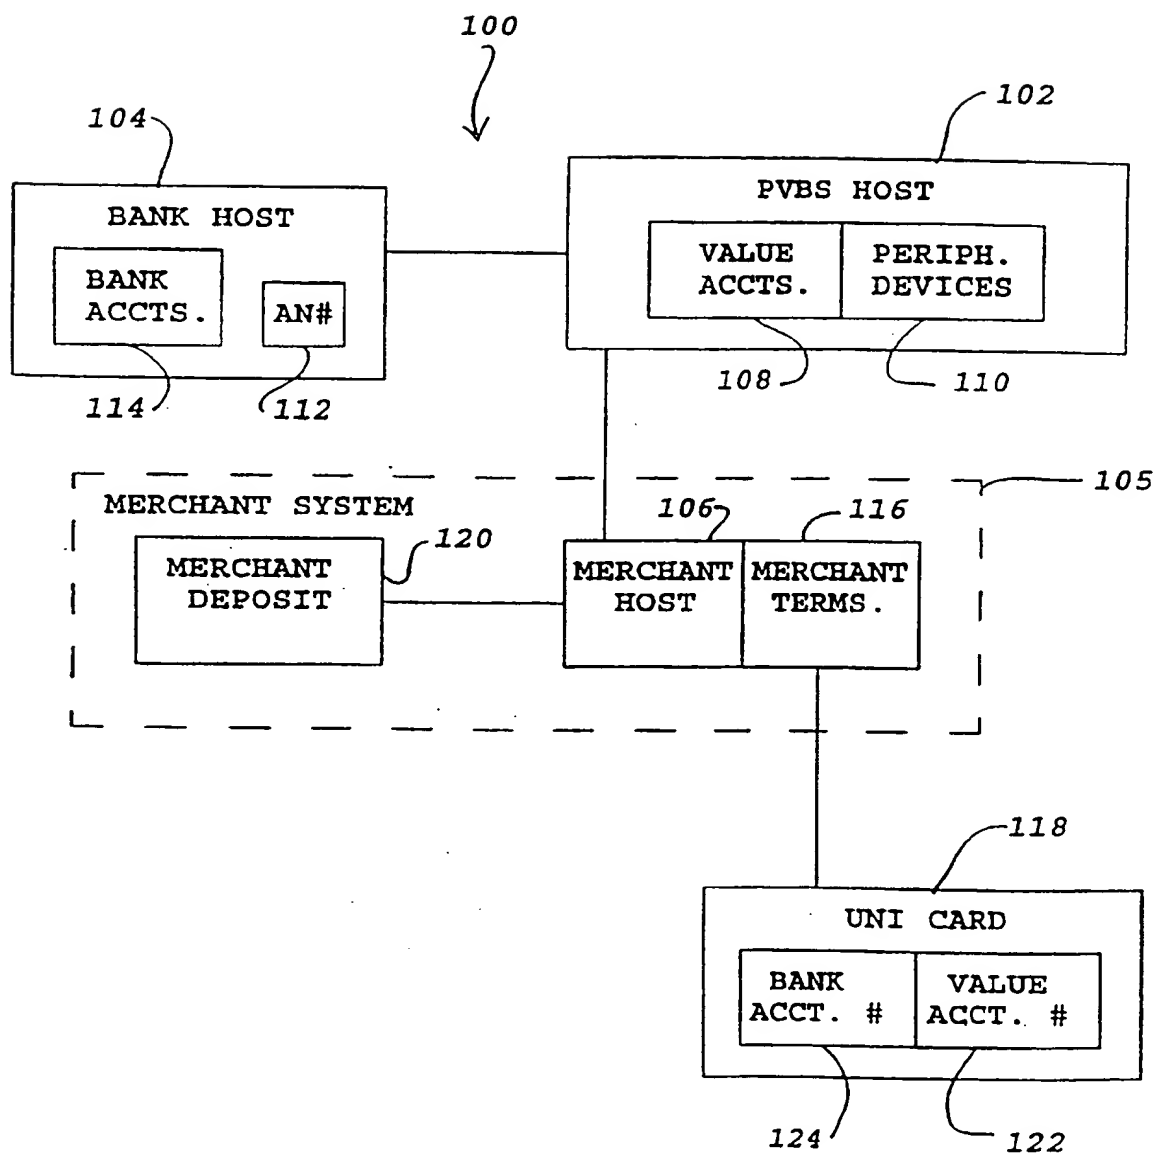 100
104
102
BANK HOST
PVBS HOST
BANK
ACCTS.
AN#
VALUE
ACCTS.
PERIPH.
DEVICES
114
112
108
110
105
MERCHANT SYSTEM
106
116
120
MERCHANT
DEPOSIT
MERCHANT
HOST
MERCHANT
TERMS.
118
UNI CARD
BANK
ACCT. #
VALUE
ACCT. #
124
122